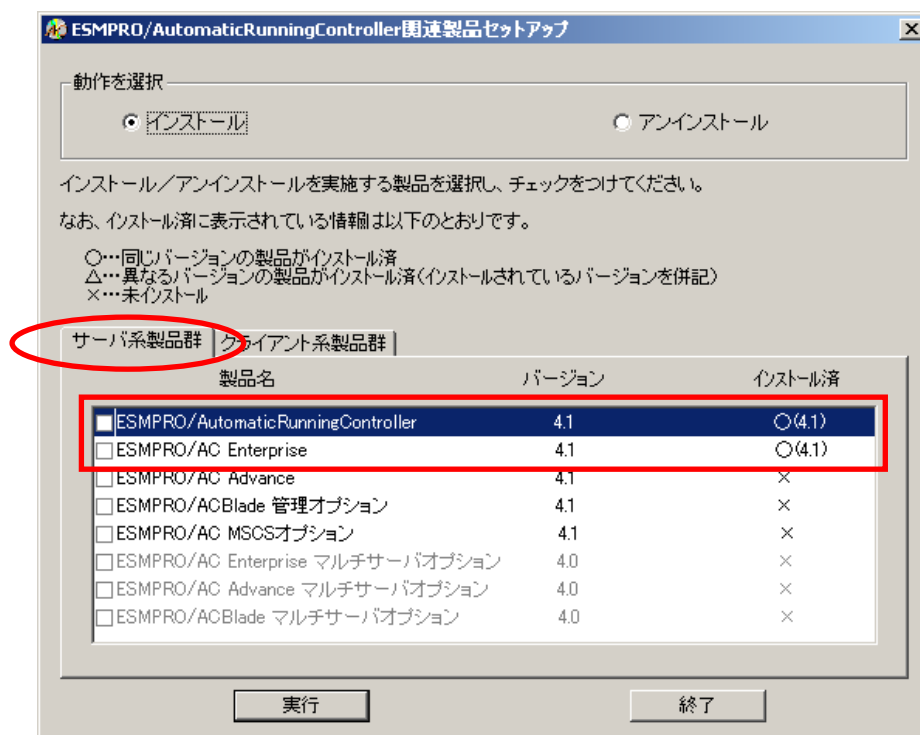 ESMPRO/AutomaticRunningController関連製品セットアップ
動作を選択
インストール
アンインストール
インストール／アンインストールを実施する製品を選択し、チェックをつけてください。
なお、インストール済に表示されている情報は以下のとおりです。
○…同じバージョンの製品がインストール済
△…異なるバージョンの製品がインストール済(インストールされているバージョンを併記)
×…未インストール
サーバ系製品群 クライアント系製品群
製品名 バージョン インストール済
ESMPRO/AutomaticRunningController 4.1 ○(4.1)
ESMPRO/AC Enterprise 4.1 ○(4.1)
ESMPRO/AC Advance 4.1 ×
ESMPRO/ACBlade 管理オプション 4.1 ×
ESMPRO/AC MSCSオプション 4.1 ×
ESMPRO/AC Enterprise マルチサーバオプション 4.0 ×
ESMPRO/AC Advance マルチサーバオプション 4.0 ×
ESMPRO/ACBlade マルチサーバオプション 4.0 ×
実行 終了